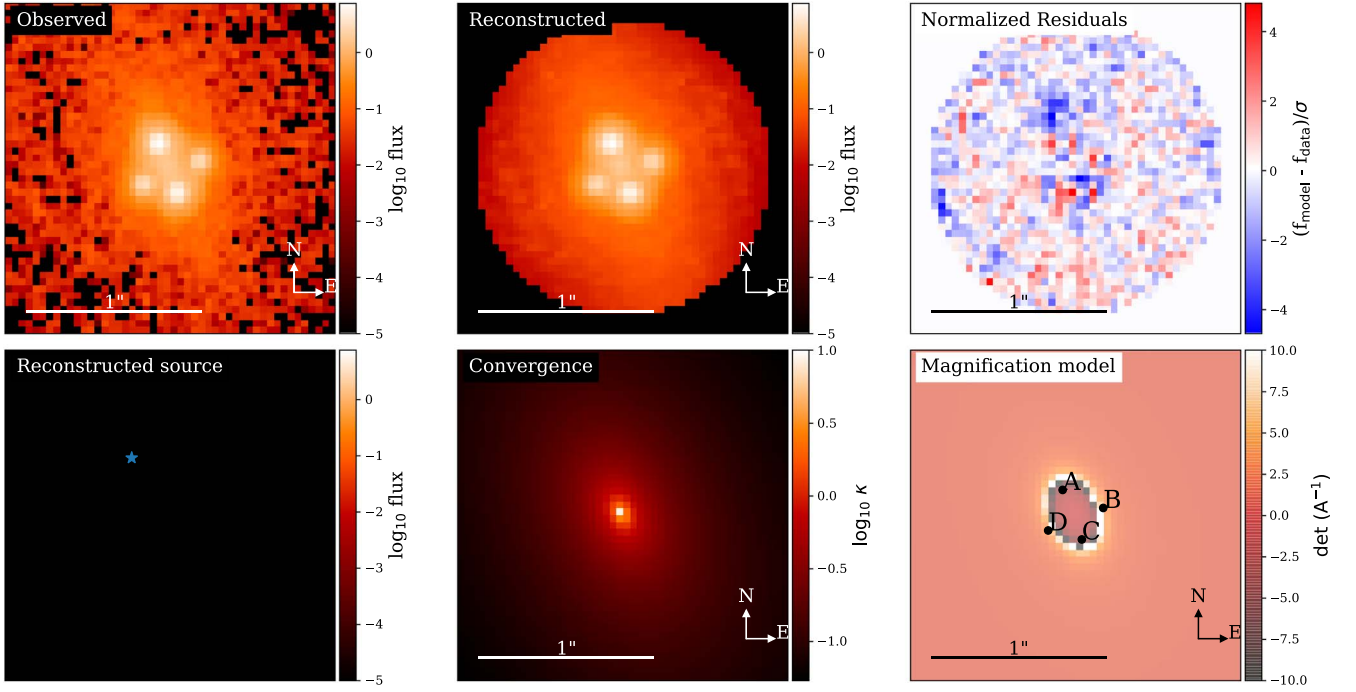 Observed
N
E
1"
0
−1
−2
−3
−4
−5
log₁₀ flux
Reconstructed
N
E
1"
0
−1
−2
−3
−4
−5
log₁₀ flux
Normalized Residuals
1"
4
2
0
−2
−4
(f_model - f_data)/σ
Reconstructed source
0
−1
−2
−3
−4
−5
log₁₀ flux
Convergence
N
E
1"
1.0
0.5
0.0
−0.5
−1.0
log₁₀ κ
Magnification model
A
B
D
C
N
E
1"
10.0
7.5
5.0
2.5
0.0
−2.5
−5.0
−7.5
−10.0
det (A⁻¹)